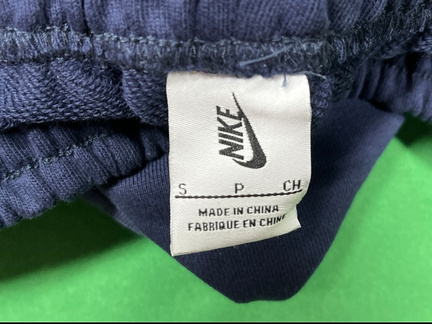 NIKE
S P CH
MADE IN CHINA
FABRIQUE EN CHINE